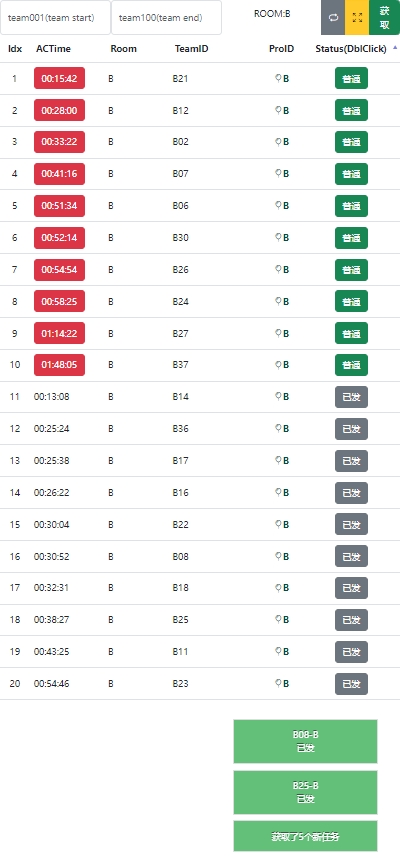 team001(team start) team100(team end) ROOM:B 获取
Idx ACTime Room TeamID ProID Status(DblClick)
1 00:15:42 B B21 B 普通
2 00:28:00 B B12 B 普通
3 00:33:22 B B02 B 普通
4 00:41:16 B B07 B 普通
5 00:51:34 B B06 B 普通
6 00:52:14 B B30 B 普通
7 00:54:54 B B26 B 普通
8 00:58:25 B B24 B 普通
9 01:14:22 B B27 B 普通
10 01:48:05 B B37 B 普通
11 00:13:08 B B14 B 已发
12 00:25:24 B B36 B 已发
13 00:25:38 B B17 B 已发
14 00:26:22 B B16 B 已发
15 00:30:04 B B22 B 已发
16 00:30:52 B B08 B 已发
17 00:32:31 B B18 B 已发
18 00:38:27 B B25 B 已发
19 00:43:25 B B11 B 已发
20 00:54:46 B B23 B 已发
B08-B
已发
B25-B
已发
获取了5个新任务